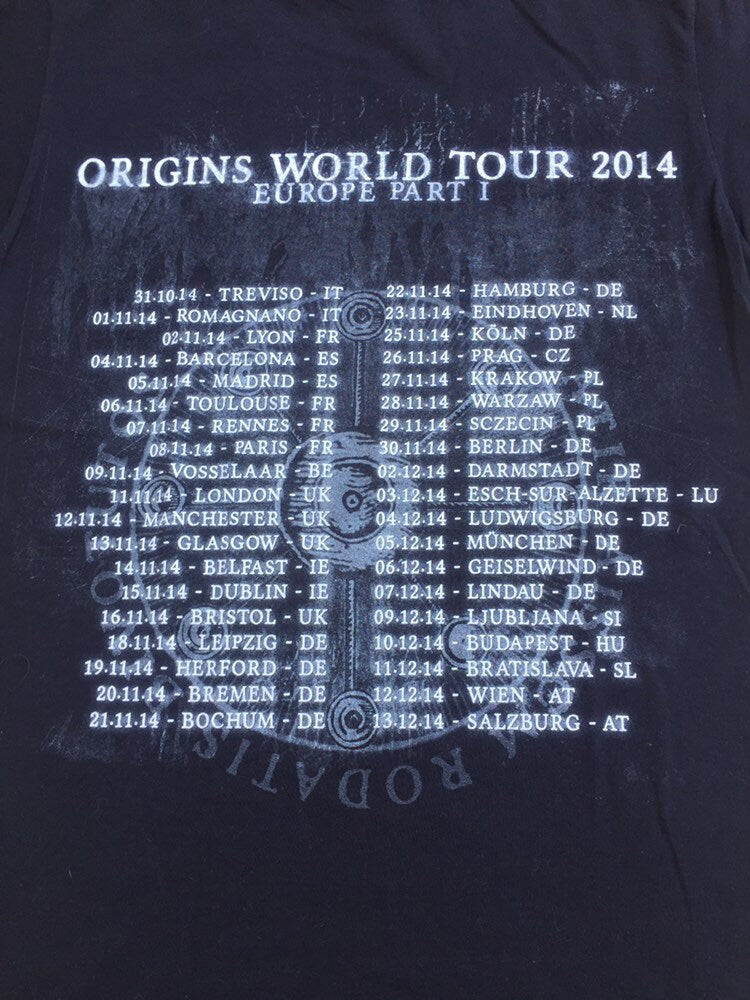 ORIGINS WORLD TOUR 2014
EUROPE PART I
31.10.14 - TREVISO - IT
01.11.14 - ROMAGNANO - IT
02.11.14 - LYON - FR
04.11.14 - BARCELONA - ES
05.11.14 - MADRID - ES
06.11.14 - TOULOUSE - FR
07.11.14 - RENNES - FR
08.11.14 - PARIS - FR
09.11.14 - VOSSELAAR - BE
11.11.14 - LONDON - UK
12.11.14 - MANCHESTER - UK
13.11.14 - GLASGOW - UK
14.11.14 - BELFAST - IE
15.11.14 - DUBLIN - IE
16.11.14 - BRISTOL - UK
18.11.14 - LEIPZIG - DE
19.11.14 - HERFORD - DE
20.11.14 - BREMEN - DE
21.11.14 - BOCHUM - DE
22.11.14 - HAMBURG - DE
23.11.14 - EINDHOVEN - NL
25.11.14 - KÖLN - DE
26.11.14 - PRAG - CZ
27.11.14 - KRAKOW - PL
28.11.14 - WARZAW - PL
29.11.14 - SCZECIN - PL
30.11.14 - BERLIN - DE
02.12.14 - DARMSTADT - DE
03.12.14 - ESCH-SUR-ALZETTE - LU
04.12.14 - LUDWIGSBURG - DE
05.12.14 - MÜNCHEN - DE
06.12.14 - GEISELWIND - DE
07.12.14 - LINDAU - DE
09.12.14 - LJUBLJANA - SI
10.12.14 - BUDAPEST - HU
11.12.14 - BRATISLAVA - SL
12.12.14 - WIEN - AT
13.12.14 - SALZBURG - AT
RODATIS